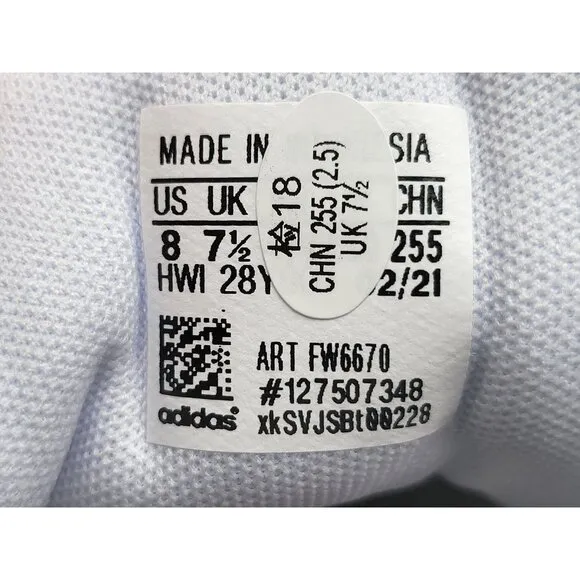 MADE IN SIA
US UK CHN
8 7½ 255
HWI 28Y 2/21
检18
CHN 255 (2.5)
UK 7½
ART FW6670
#127507348
adidas® xkSVJSBt00228